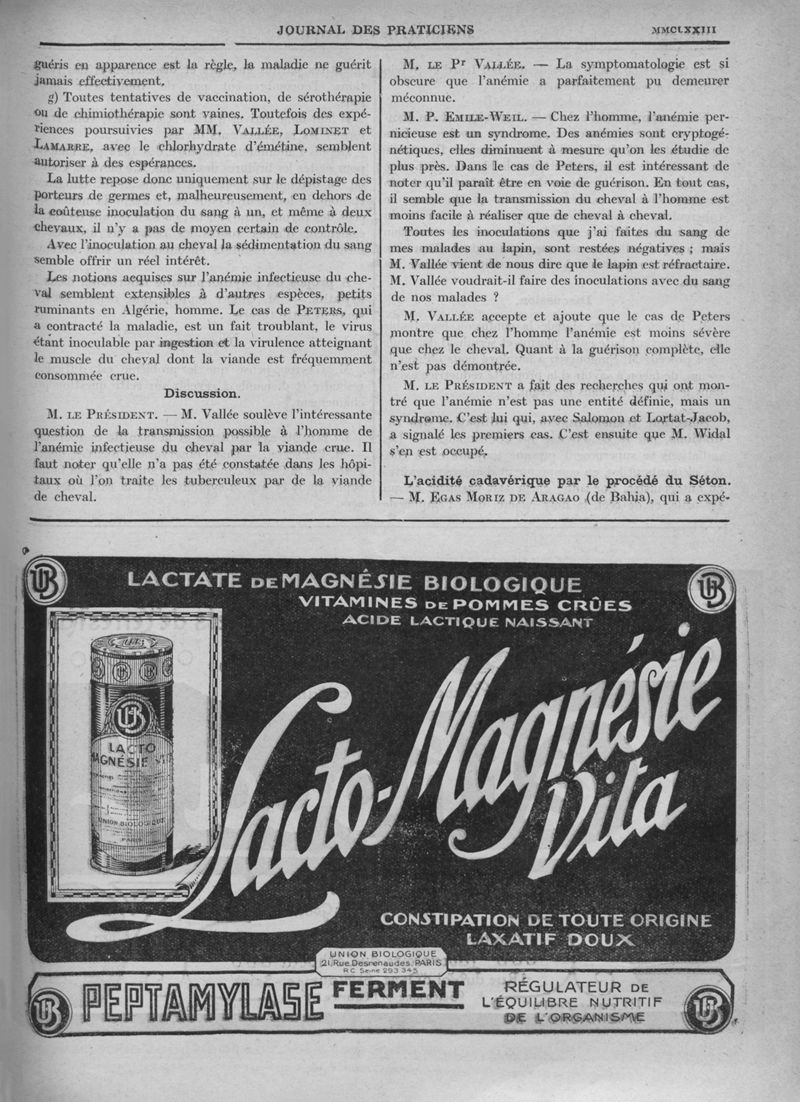 JOURNAL DES PRATICIENS
MMCLXXIII
guéris en apparence est la règle, la maladie ne guérit
jamais effectivement.
g) Toutes tentatives de vaccination, de sérothérapie
ou de chimiothérapie sont vaines. Toutefois des expé-
riences poursuivies par MM. VALLÉE, LOMINET et
LAMARRE, avec le chlorhydrate d'émétine, semblent
autoriser à des espérances.
La lutte repose donc uniquement sur le dépistage des
porteurs de germes et, malheureusement, en dehors de
la coûteuse inoculation du sang à un, et même à deux
chevaux, il n'y a pas de moyen certain de contrôle.
Avec l'inoculation au cheval la sédimentation du sang
semble offrir un réel intérêt.
Les notions acquises sur l'anémie infectieuse du che-
val semblent extensibles à d'autres espèces, petits
ruminants en Algérie, homme. Le cas de PETERS, qui
a contracté la maladie, est un fait troublant, le virus
étant inoculable par ingestion et la virulence atteignant
le muscle du cheval dont la viande est fréquemment
consommée crue.
Discussion.
M. LE PRÉSIDENT. — M. Vallée soulève l'intéressante
question de la transmission possible à l'homme de
l'anémie infectieuse du cheval par la viande crue. Il
faut noter qu'elle n'a pas été constatée dans les hôpi-
taux où l'on traite les tuberculeux par de la viande
de cheval.
M. LE Pr VALLÉE. — La symptomatologie est si
obscure que l'anémie a parfaitement pu demeurer
méconnue.
M. P. EMILE-WEIL. — Chez l'homme, l'anémie per-
nicieuse est un syndrome. Des anémies sont cryptogé-
nétiques, elles diminuent à mesure qu'on les étudie de
plus près. Dans le cas de Peters, il est intéressant de
noter qu'il paraît être en voie de guérison. En tout cas,
il semble que la transmission du cheval à l'homme est
moins facile à réaliser que de cheval à cheval.
Toutes les inoculations que j'ai faites du sang de
mes malades au lapin, sont restées négatives ; mais
M. Vallée vient de nous dire que le lapin est réfractaire.
M. Vallée voudrait-il faire des inoculations avec du sang
de nos malades ?
M. VALLÉE accepte et ajoute que le cas de Peters
montre que chez l'homme l'anémie est moins sévère
que chez le cheval. Quant à la guérison complète, elle
n'est pas démontrée.
M. LE PRÉSIDENT a fait des recherches qui ont mon-
tré que l'anémie n'est pas une entité définie, mais un
syndrome. C'est lui qui, avec Salomon et Lortat-Jacob,
a signalé les premiers cas. C'est ensuite que M. Widal
s'en est occupé.
L'acidité cadavérique par le procédé du Séton.
— M. EGAS MORIZ DE ARAGAO (de Bahia), qui a expé-
UB
UB
LACTATE DE MAGNÉSIE BIOLOGIQUE
VITAMINES DE POMMES CRÛES
ACIDE LACTIQUE NAISSANT
UB
LACTO
MAGNÉSIE
UNION BIOLOGIQUE
PARIS
Lacto-Magnésie
Vita
CONSTIPATION DE TOUTE ORIGINE
LAXATIF DOUX
UNION BIOLOGIQUE
21, Rue Desrenaudes. PARIS
RC Seine 293 345
UB
PEPTAMYLASE FERMENT
RÉGULATEUR DE
L'ÉQUILIBRE NUTRITIF
DE L'ORGANISME
UB